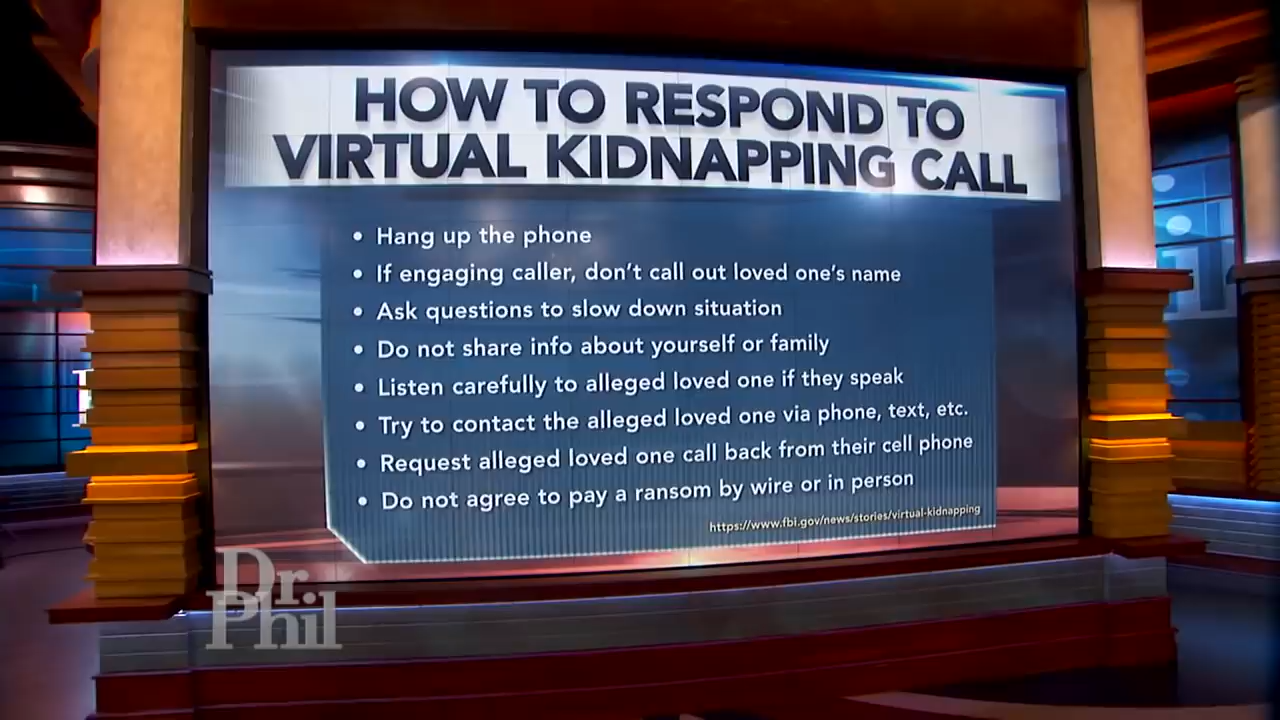 HOW TO RESPOND TO
VIRTUAL KIDNAPPING CALL
• Hang up the phone
• If engaging caller, don't call out loved one's name
• Ask questions to slow down situation
• Do not share info about yourself or family
• Listen carefully to alleged loved one if they speak
• Try to contact the alleged loved one via phone, text, etc.
• Request alleged loved one call back from their cell phone
• Do not agree to pay a ransom by wire or in person
https://www.fbi.gov/news/stories/virtual-kidnapping
Dr.
Phil